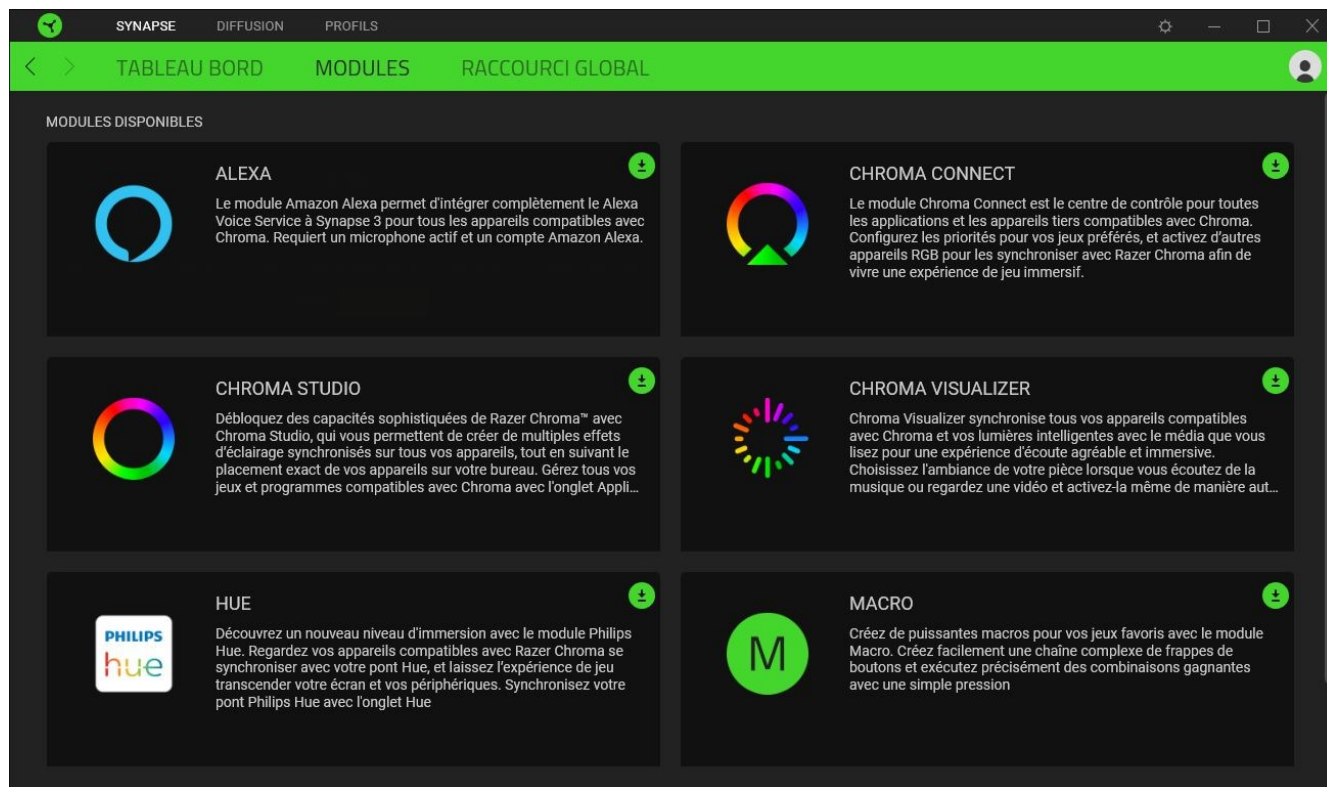 SYNAPSE DIFFUSION PROFILS
TABLEAU BORD MODULES RACCOURCI GLOBAL
MODULES DISPONIBLES
ALEXA
Le module Amazon Alexa permet d'intégrer complètement le Alexa
Voice Service à Synapse 3 pour tous les appareils compatibles avec
Chroma. Requiert un microphone actif et un compte Amazon Alexa.
CHROMA CONNECT
Le module Chroma Connect est le centre de contrôle pour toutes
les applications et les appareils tiers compatibles avec Chroma.
Configurez les priorités pour vos jeux préférés, et activez d'autres
appareils RGB pour les synchroniser avec Razer Chroma afin de
vivre une expérience de jeu immersif.
CHROMA STUDIO
Débloquez des capacités sophistiquées de Razer Chroma™ avec
Chroma Studio, qui vous permettent de créer de multiples effets
d'éclairage synchronisés sur tous vos appareils, tout en suivant le
placement exact de vos appareils sur votre bureau. Gérez tous vos
jeux et programmes compatibles avec Chroma avec l'onglet Appli...
CHROMA VISUALIZER
Chroma Visualizer synchronise tous vos appareils compatibles
avec Chroma et vos lumières intelligentes avec le média que vous
lisez pour une expérience d'écoute agréable et immersive.
Choisissez l'ambiance de votre pièce lorsque vous écoutez de la
musique ou regardez une vidéo et activez-la même de manière aut...
PHILIPS
hue
HUE
Découvrez un nouveau niveau d'immersion avec le module Philips
Hue. Regardez vos appareils compatibles avec Razer Chroma se
synchroniser avec votre pont Hue, et laissez l'expérience de jeu
transcender votre écran et vos périphériques. Synchronisez votre
pont Philips Hue avec l'onglet Hue
M
MACRO
Créez de puissantes macros pour vos jeux favoris avec le module
Macro. Créez facilement une chaîne complexe de frappes de
boutons et exécutez précisément des combinaisons gagnantes
avec une simple pression